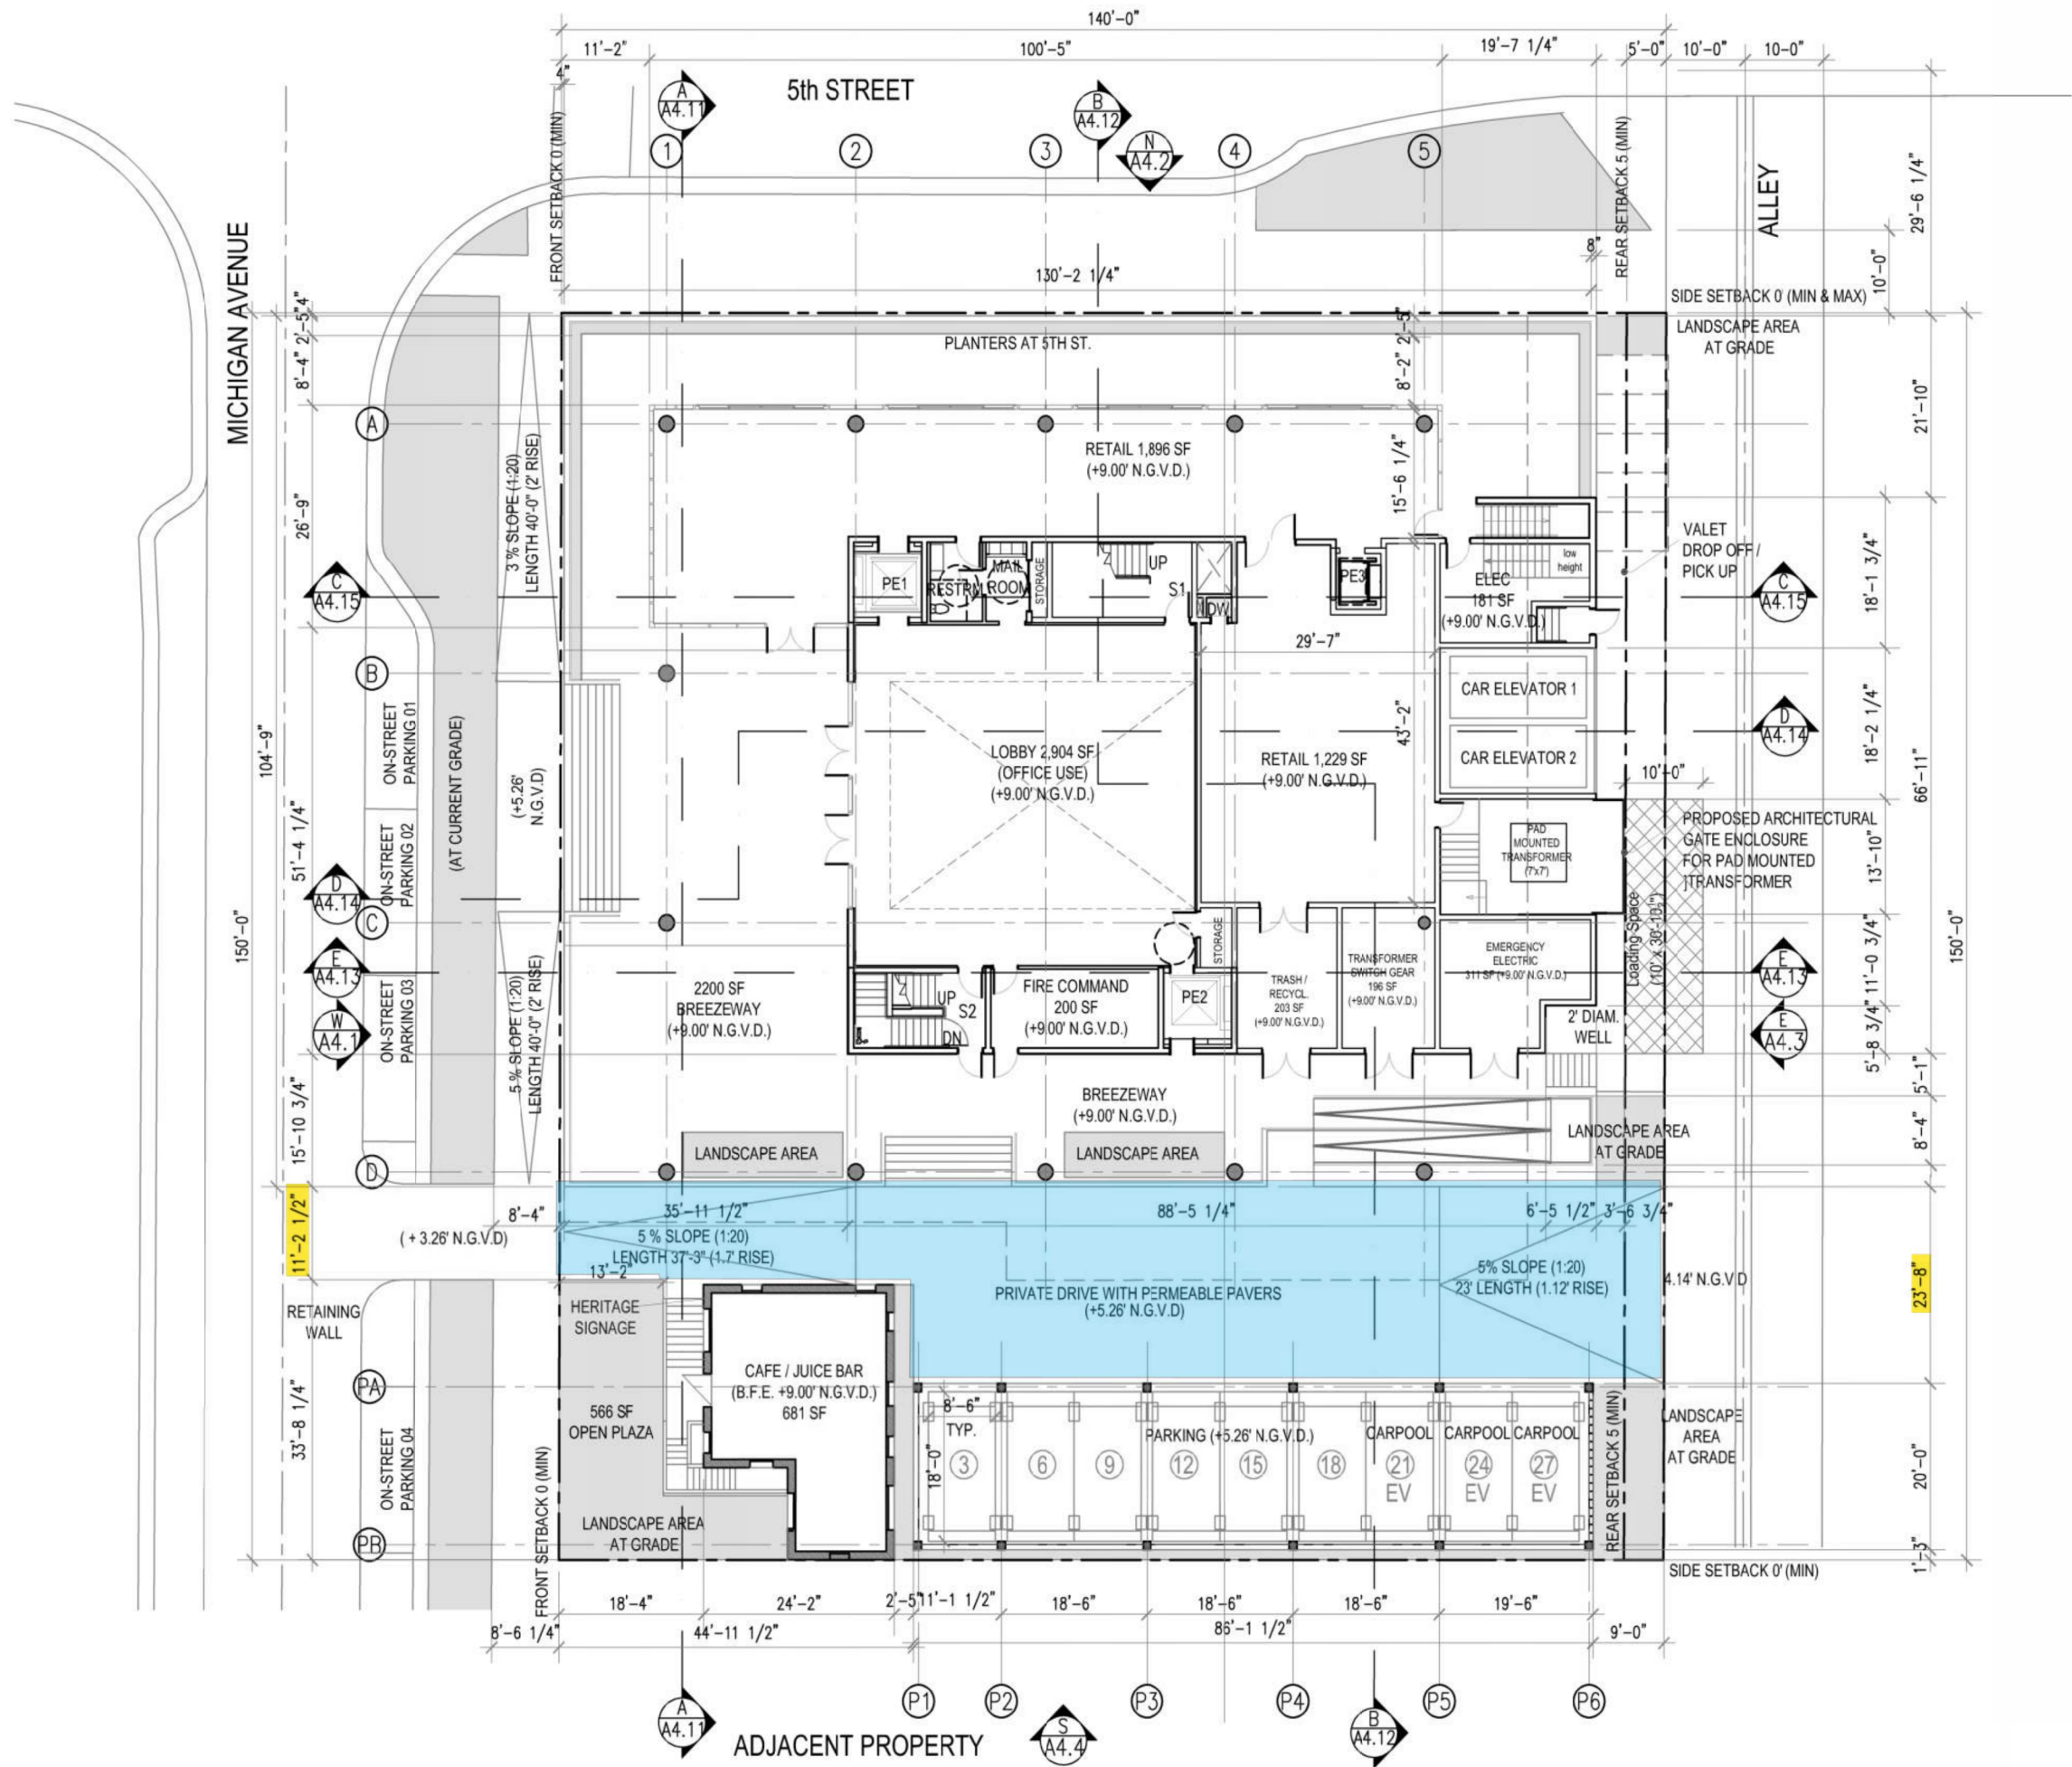 140'-0"
11'-2"
100'-5"
19'-7 1/4"
5'-0"
10'-0"
10-0"
4"
5th STREET
A
A4.11
B
A4.12
N
A4.2
1
2
3
4
5
FRONT SETBACK 0 (MIN)
REAR SETBACK 5 (MIN)
ALLEY
29'-6 1/4"
10'-0"
8"
130'-2 1/4"
MICHIGAN AVENUE
SIDE SETBACK 0' (MIN & MAX)
LANDSCAPE AREA
AT GRADE
2'-5"
PLANTERS AT 5TH ST.
8'-4"
8'-2"
21'-10"
A
RETAIL 1,896 SF
(+9.00' N.G.V.D.)
15'-6 1/4"
3 % SLOPE (1:20)
LENGTH 40'-0" (2' RISE)
26'-9"
VALET
DROP OFF /
PICK UP
18'-1 3/4"
C
A4.15
PE1
RESTRM
MAIL
ROOM
STORAGE
UP
S1
DW
PE3
low
height
ELEC
181 SF
(+9.00' N.G.V.D.)
C
A4.15
29'-7"
B
CAR ELEVATOR 1
CAR ELEVATOR 2
18'-2 1/4"
D
A4.14
ON-STREET
PARKING 01
(AT CURRENT GRADE)
(+5.26'
N.G.V.D)
104'-9"
LOBBY 2,904 SF
(OFFICE USE)
(+9.00' N.G.V.D.)
43'-2"
RETAIL 1,229 SF
(+9.00' N.G.V.D.)
10'-0"
66'-11"
51'-4 1/4"
ON-STREET
PARKING 02
PAD
MOUNTED
TRANSFORMER
(7'x7')
PROPOSED ARCHITECTURAL
GATE ENCLOSURE
FOR PAD MOUNTED
TRANSFORMER
13'-10"
D
A4.14
C
150'-0"
150'-0"
Loading Space
E
A4.13
ON-STREET
PARKING 03
5 % SLOPE (1:20)
LENGTH 40'-0" (2' RISE)
2200 SF
BREEZEWAY
(+9.00' N.G.V.D.)
UP
S2
DN
FIRE COMMAND
200 SF
(+9.00' N.G.V.D.)
STORAGE
PE2
TRASH /
RECYCL.
203 SF
(+9.00' N.G.V.D.)
TRANSFORMER
SWITCH GEAR
196 SF
(+9.00' N.G.V.D.)
EMERGENCY
ELECTRIC
311 SF (+9.00' N.G.V.D.)
2' DIAM.
WELL
11'-0 3/4"
E
A4.13
W
A4.1
5'-8 3/4"
E
A4.3
5'-1"
15'-10 3/4"
BREEZEWAY
(+9.00' N.G.V.D.)
8'-4"
LANDSCAPE AREA
LANDSCAPE AREA
LANDSCAPE AREA
AT GRADE
D
11'-2 1/2"
8'-4"
35'-11 1/2"
88'-5 1/4"
6'-5 1/2"
3'-6 3/4"
( + 3.26' N.G.V.D)
5 % SLOPE (1:20)
LENGTH 37'-3" (1.7' RISE)
13'-2"
5% SLOPE (1:20)
23' LENGTH (1.12' RISE)
4.14' N.G.V.D
23'-8"
PRIVATE DRIVE WITH PERMEABLE PAVERS
(+5.26' N.G.V.D)
RETAINING
WALL
HERITAGE
SIGNAGE
CAFE / JUICE BAR
(B.F.E. +9.00' N.G.V.D.)
681 SF
PA
33'-8 1/4"
ON-STREET
PARKING 04
566 SF
OPEN PLAZA
8'-6"
TYP.
18'-0"
PARKING (+5.26' N.G.V.D.)
CARPOOL
CARPOOL
CARPOOL
3
6
9
12
15
18
21
24
27
EV
EV
EV
REAR SETBACK 5 (MIN)
LANDSCAPE
AREA
AT GRADE
20'-0"
LANDSCAPE AREA
AT GRADE
PB
1'-3"
FRONT SETBACK 0 (MIN)
SIDE SETBACK 0' (MIN)
18'-4"
24'-2"
2'-5"
11'-1 1/2"
18'-6"
18'-6"
18'-6"
19'-6"
8'-6 1/4"
44'-11 1/2"
86'-1 1/2"
9'-0"
P1
P2
P3
P4
P5
P6
A
A4.11
ADJACENT PROPERTY
S
A4.4
B
A4.12